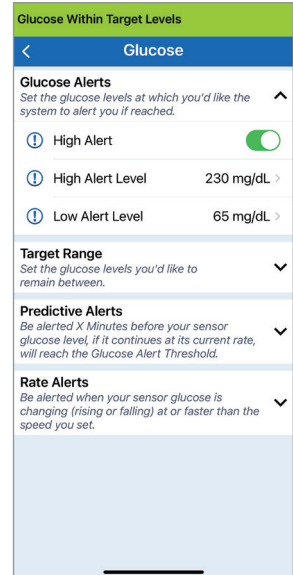 Glucose Within Target Levels
Glucose
Glucose Alerts
Set the glucose levels at which you'd like the
system to alert you if reached.
High Alert
High Alert Level 230 mg/dL
Low Alert Level 65 mg/dL
Target Range
Set the glucose levels you'd like to
remain between.
Predictive Alerts
Be alerted X Minutes before your sensor
glucose level, if it continues at its current rate,
will reach the Glucose Alert Threshold.
Rate Alerts
Be alerted when your sensor glucose is
changing (rising or falling) at or faster than the
speed you set.